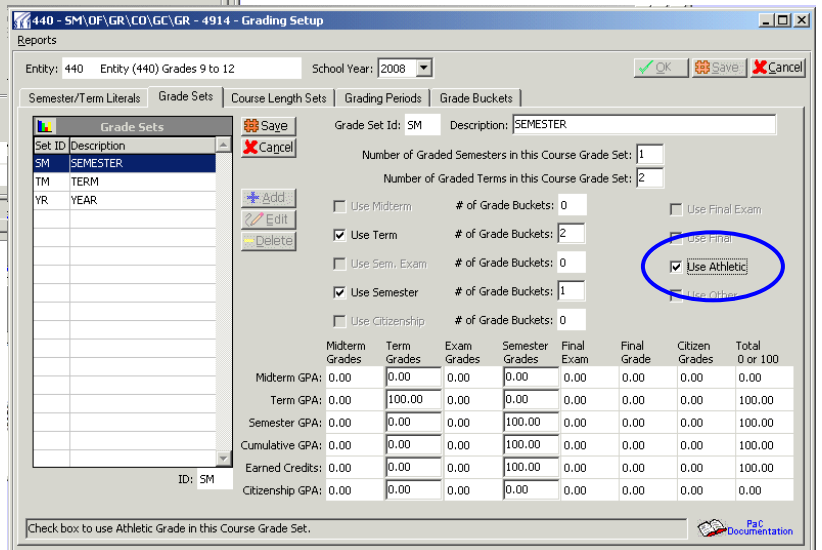 440 - SM\OF\GR\CO\GC\GR - 4914 - Grading Setup
Reports
Entity: 440 Entity (440) Grades 9 to 12 School Year: 2008 OK Save Cancel
Semester/Term Literals Grade Sets Course Length Sets Grading Periods Grade Buckets
Grade Sets Save Grade Set Id: SM Description: SEMESTER
Set ID Description Cancel
SM SEMESTER Number of Graded Semesters in this Course Grade Set: 1
TM TERM Number of Graded Terms in this Course Grade Set: 2
YR YEAR Add Use Midterm # of Grade Buckets: 0 Use Final Exam
Edit
Delete Use Term # of Grade Buckets: 2 Use Final
Use Sem. Exam # of Grade Buckets: 0 Use Athletic
Use Semester # of Grade Buckets: 1 Use Other
Use Citizenship # of Grade Buckets: 0
Midterm Term Exam Semester Final Final Citizen Total
Grades Grades Grades Grades Exam Grade Grades 0 or 100
Midterm GPA: 0.00 0.00 0.00 0.00 0.00 0.00 0.00 0.00
Term GPA: 0.00 100.00 0.00 0.00 0.00 0.00 0.00 100.00
Semester GPA: 0.00 0.00 0.00 100.00 0.00 0.00 0.00 100.00
Cumulative GPA: 0.00 0.00 0.00 100.00 0.00 0.00 0.00 100.00
Earned Credits: 0.00 0.00 0.00 100.00 0.00 0.00 0.00 100.00
ID: SM
Citizenship GPA: 0.00 0.00 0.00 0.00 0.00 0.00 0.00 0.00
Check box to use Athletic Grade in this Course Grade Set. PaC
Documentation